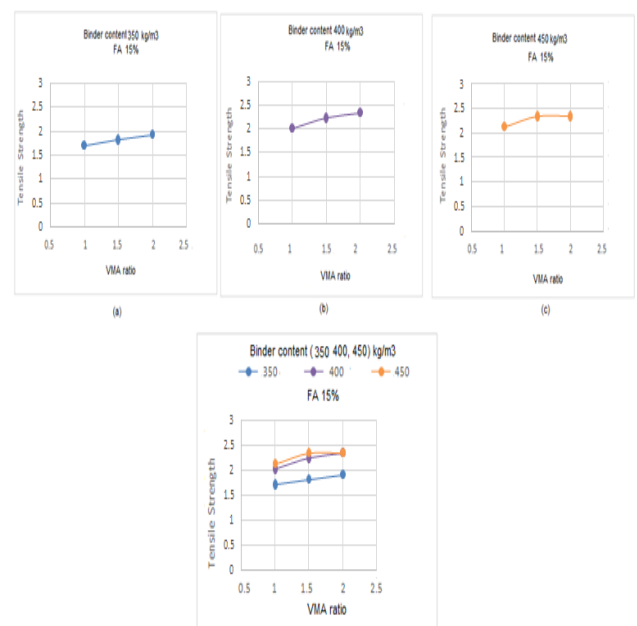 Binder content 350 kg/m3
FA 15%
3
2.5
2
1.5
1
0.5
0
Tensile Strength
0.5 1 1.5 2 2.5
VMA ratio
(a)
Binder content 400 kg/m3
FA 15%
3
2.5
2
1.5
1
0.5
0
Tensile Strength
0.5 1 1.5 2 2.5
VMA ratio
(b)
Binder content 450 kg/m3
FA 15%
3
2.5
2
1.5
1
0.5
0
Tensile Strength
0.5 1 1.5 2 2.5
VMA ratio
(c)
Binder content ( 350 400, 450) kg/m3
350 400 450
FA 15%
3
2.5
2
1.5
1
0.5
0
Tensile Strength
0.5 1 1.5 2 2.5
VMA ratio